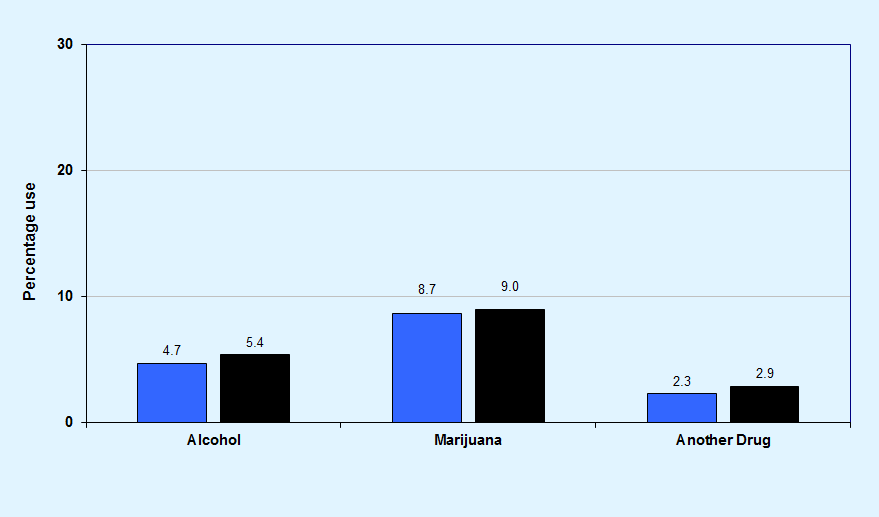 30
20
10
0
Percentage use
4.7
5.4
8.7
9.0
2.3
2.9
Alcohol
Marijuana
Another Drug